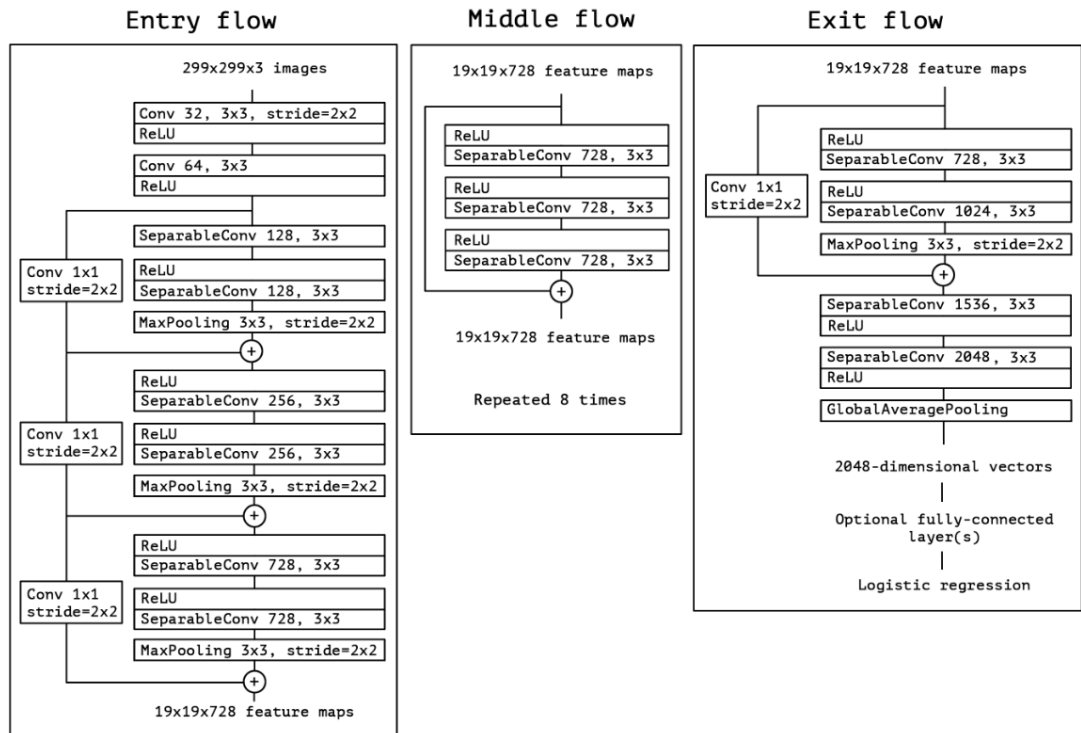 Entry flow
299x299x3 images
Conv 32, 3x3, stride=2x2
ReLU
Conv 64, 3x3
ReLU
SeparableConv 128, 3x3
Conv 1x1
stride=2x2
ReLU
SeparableConv 128, 3x3
MaxPooling 3x3, stride=2x2
+
ReLU
SeparableConv 256, 3x3
Conv 1x1
stride=2x2
ReLU
SeparableConv 256, 3x3
MaxPooling 3x3, stride=2x2
+
ReLU
SeparableConv 728, 3x3
Conv 1x1
stride=2x2
ReLU
SeparableConv 728, 3x3
MaxPooling 3x3, stride=2x2
+
19x19x728 feature maps
Middle flow
19x19x728 feature maps
ReLU
SeparableConv 728, 3x3
ReLU
SeparableConv 728, 3x3
ReLU
SeparableConv 728, 3x3
+
19x19x728 feature maps
Repeated 8 times
Exit flow
19x19x728 feature maps
ReLU
SeparableConv 728, 3x3
Conv 1x1
stride=2x2
ReLU
SeparableConv 1024, 3x3
MaxPooling 3x3, stride=2x2
+
SeparableConv 1536, 3x3
ReLU
SeparableConv 2048, 3x3
ReLU
GlobalAveragePooling
2048-dimensional vectors
Optional fully-connected
layer(s)
Logistic regression